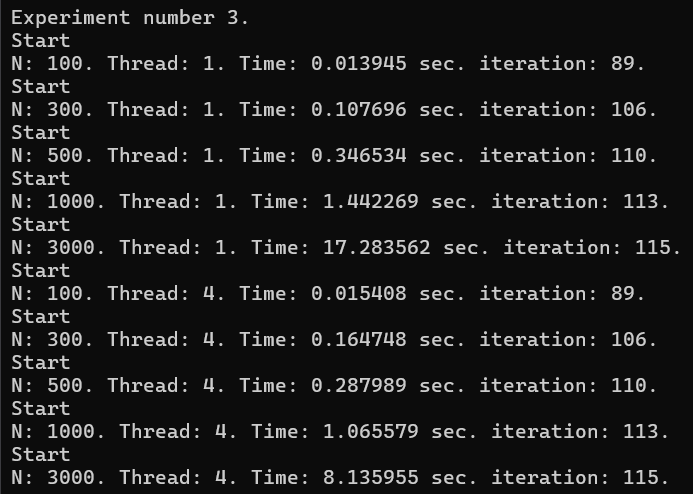 Experiment number 3.
Start
N: 100. Thread: 1. Time: 0.013945 sec. iteration: 89.
Start
N: 300. Thread: 1. Time: 0.107696 sec. iteration: 106.
Start
N: 500. Thread: 1. Time: 0.346534 sec. iteration: 110.
Start
N: 1000. Thread: 1. Time: 1.442269 sec. iteration: 113.
Start
N: 3000. Thread: 1. Time: 17.283562 sec. iteration: 115.
Start
N: 100. Thread: 4. Time: 0.015408 sec. iteration: 89.
Start
N: 300. Thread: 4. Time: 0.164748 sec. iteration: 106.
Start
N: 500. Thread: 4. Time: 0.287989 sec. iteration: 110.
Start
N: 1000. Thread: 4. Time: 1.065579 sec. iteration: 113.
Start
N: 3000. Thread: 4. Time: 8.135955 sec. iteration: 115.